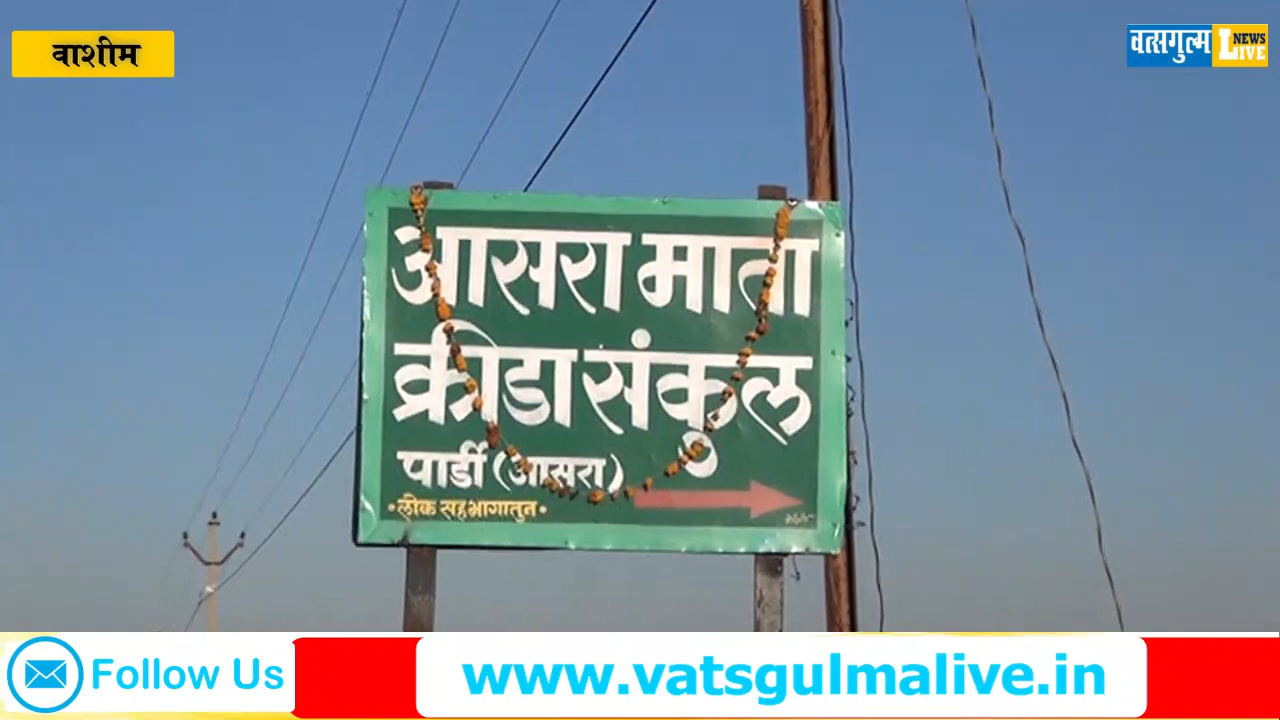 वाशीम
वत्सगुल्म NEWS LIVE
आसरा माता
क्रीडा संकुल
पार्डी (आसरा)
• लोक सहभागातुन •
Follow Us
www.vatsgulmalive.in